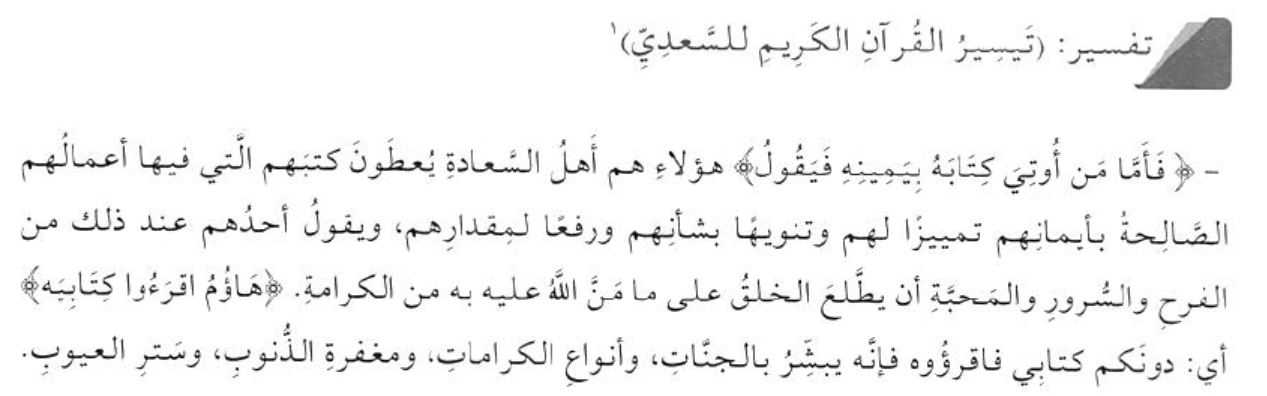 تفسير: (تَيسِيرُ القُرآنِ الكَرِيمِ للسَّعدِيِّ)١
- ﴿ فَأَمَّا مَن أُوتِيَ كِتَابَهُ بِيَمِينِهِ فَيَقُولُ﴾ هؤلاءِ هم أَهلُ السَّعادةِ يُعطَونَ كتبَهم الَّتي فيها أعمالُهم
الصَّالِحةُ بأيمانِهم تمييزًا لهم وتنويهًا بشأنِهم ورفعًا لمِقدارِهم، ويقولُ أحدُهم عند ذلك من
الفرحِ والسُّرورِ والمَحبَّةِ أن يطَّلعَ الخلقُ على ما مَنَّ اللَّهُ عليه به من الكرامةِ. ﴿هَاؤُمُ اقرَءُوا كِتَابِيَه﴾
أي: دونَكم كتابِي فاقرؤُوه فإنَّه يبشِّرُ بالجنَّاتِ، وأنواعِ الكراماتِ، ومغفرةِ الذُّنوبِ، وسَترِ العيوبِ.